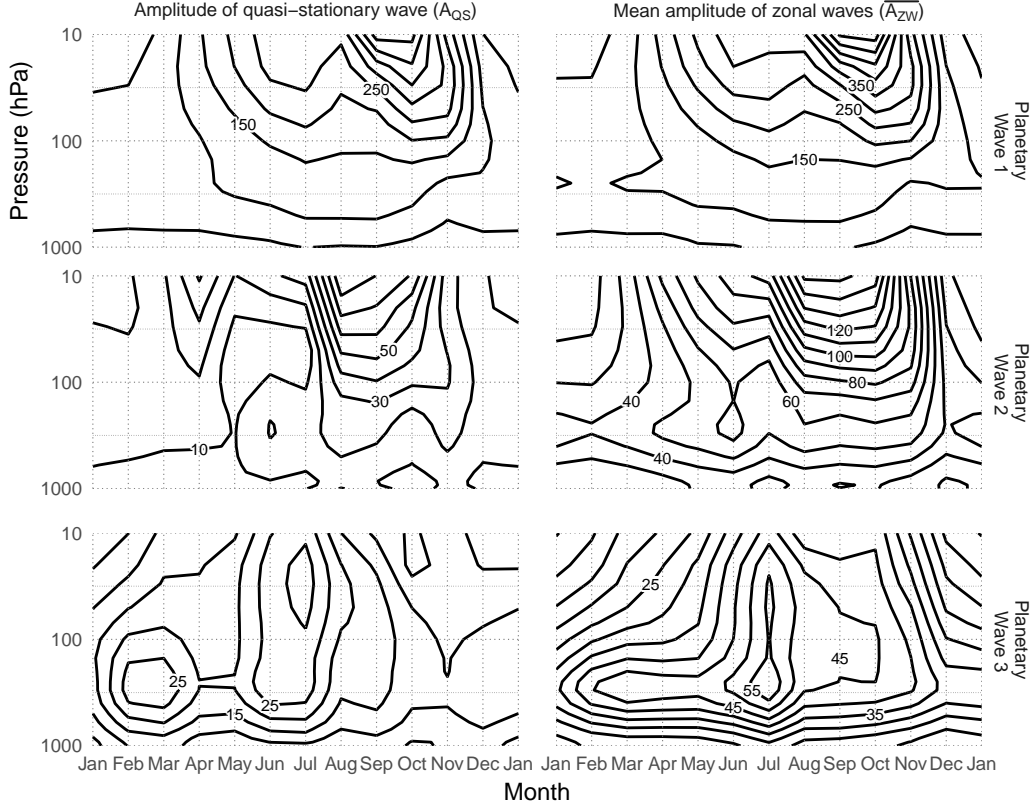 Amplitude of quasi−stationary wave (A_QS)
Mean amplitude of zonal waves (A_ZW)
Pressure (hPa)
10
100
1000
150
250
150
250
350
Planetary
Wave 1
10
100
1000
10
30
50
40
40
60
80
100
120
Planetary
Wave 2
10
100
1000
25
15
25
25
45
55
45
35
Planetary
Wave 3
Jan Feb Mar Apr May Jun Jul Aug Sep Oct Nov Dec Jan
Jan Feb Mar Apr May Jun Jul Aug Sep Oct Nov Dec Jan
Month